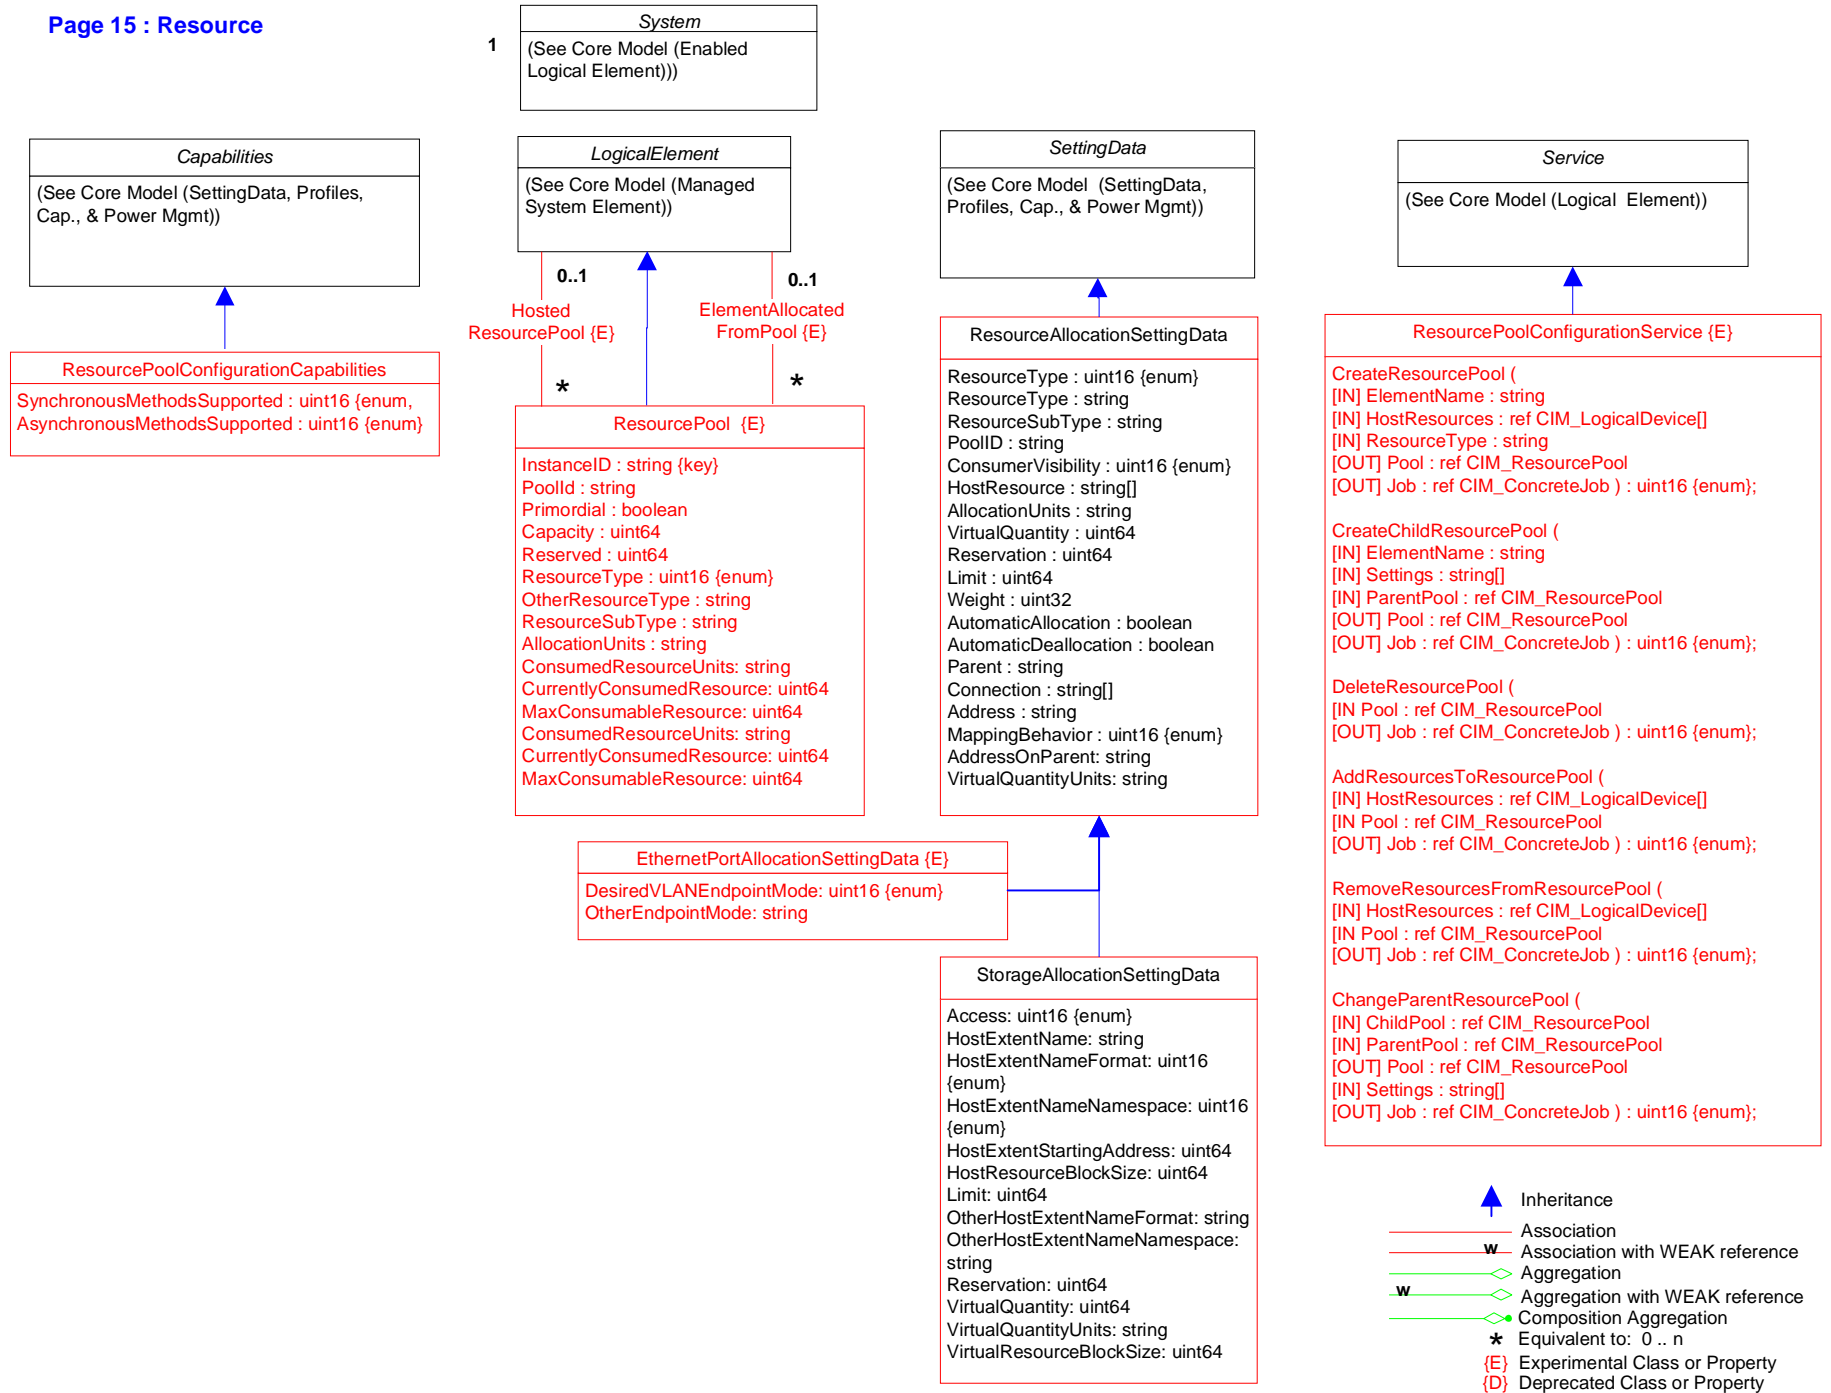 Page 15 : Resource
System
1
(See Core Model (Enabled
Logical Element)))
Capabilities
(See Core Model (SettingData, Profiles,
Cap., & Power Mgmt))
LogicalElement
(See Core Model (Managed
System Element))
SettingData
(See Core Model  (SettingData,
Profiles, Cap., & Power Mgmt))
Service
(See Core Model (Logical  Element))
0..1
0..1
Hosted
ResourcePool {E}
ElementAllocated
FromPool {E}
*
*
ResourcePoolConfigurationCapabilities
SynchronousMethodsSupported : uint16 {enum,
AsynchronousMethodsSupported : uint16 {enum}
ResourcePool  {E}
InstanceID : string {key}
PoolId : string
Primordial : boolean
Capacity : uint64
Reserved : uint64
ResourceType : uint16 {enum}
OtherResourceType : string
ResourceSubType : string
AllocationUnits : string
ConsumedResourceUnits: string
CurrentlyConsumedResource: uint64
MaxConsumableResource: uint64
ConsumedResourceUnits: string
CurrentlyConsumedResource: uint64
MaxConsumableResource: uint64
ResourceAllocationSettingData
ResourceType : uint16 {enum}
ResourceType : string
ResourceSubType : string
PoolID : string
ConsumerVisibility : uint16 {enum}
HostResource : string[]
AllocationUnits : string
VirtualQuantity : uint64
Reservation : uint64
Limit : uint64
Weight : uint32
AutomaticAllocation : boolean
AutomaticDeallocation : boolean
Parent : string
Connection : string[]
Address : string
MappingBehavior : uint16 {enum}
AddressOnParent: string
VirtualQuantityUnits: string
EthernetPortAllocationSettingData {E}
DesiredVLANEndpointMode: uint16 {enum}
OtherEndpointMode: string
StorageAllocationSettingData
Access: uint16 {enum}
HostExtentName: string
HostExtentNameFormat: uint16
{enum}
HostExtentNameNamespace: uint16
{enum}
HostExtentStartingAddress: uint64
HostResourceBlockSize: uint64
Limit: uint64
OtherHostExtentNameFormat: string
OtherHostExtentNameNamespace:
string
Reservation: uint64
VirtualQuantity: uint64
VirtualQuantityUnits: string
VirtualResourceBlockSize: uint64
ResourcePoolConfigurationService {E}
CreateResourcePool (
[IN] ElementName : string
[IN] HostResources : ref CIM_LogicalDevice[]
[IN] ResourceType : string
[OUT] Pool : ref CIM_ResourcePool
[OUT] Job : ref CIM_ConcreteJob ) : uint16 {enum};
CreateChildResourcePool (
[IN] ElementName : string
[IN] Settings : string[]
[IN] ParentPool : ref CIM_ResourcePool
[OUT] Pool : ref CIM_ResourcePool
[OUT] Job : ref CIM_ConcreteJob ) : uint16 {enum};
DeleteResourcePool (
[IN Pool : ref CIM_ResourcePool
[OUT] Job : ref CIM_ConcreteJob ) : uint16 {enum};
AddResourcesToResourcePool (
[IN] HostResources : ref CIM_LogicalDevice[]
[IN Pool : ref CIM_ResourcePool
[OUT] Job : ref CIM_ConcreteJob ) : uint16 {enum};
RemoveResourcesFromResourcePool (
[IN] HostResources : ref CIM_LogicalDevice[]
[IN Pool : ref CIM_ResourcePool
[OUT] Job : ref CIM_ConcreteJob ) : uint16 {enum};
ChangeParentResourcePool (
[IN] ChildPool : ref CIM_ResourcePool
[IN] ParentPool : ref CIM_ResourcePool
[OUT] Pool : ref CIM_ResourcePool
[IN] Settings : string[]
[OUT] Job : ref CIM_ConcreteJob ) : uint16 {enum};
Inheritance
Association
w Association with WEAK reference
Aggregation
w Aggregation with WEAK reference
Composition Aggregation
* Equivalent to:  0 .. n
{E} Experimental Class or Property
{D} Deprecated Class or Property